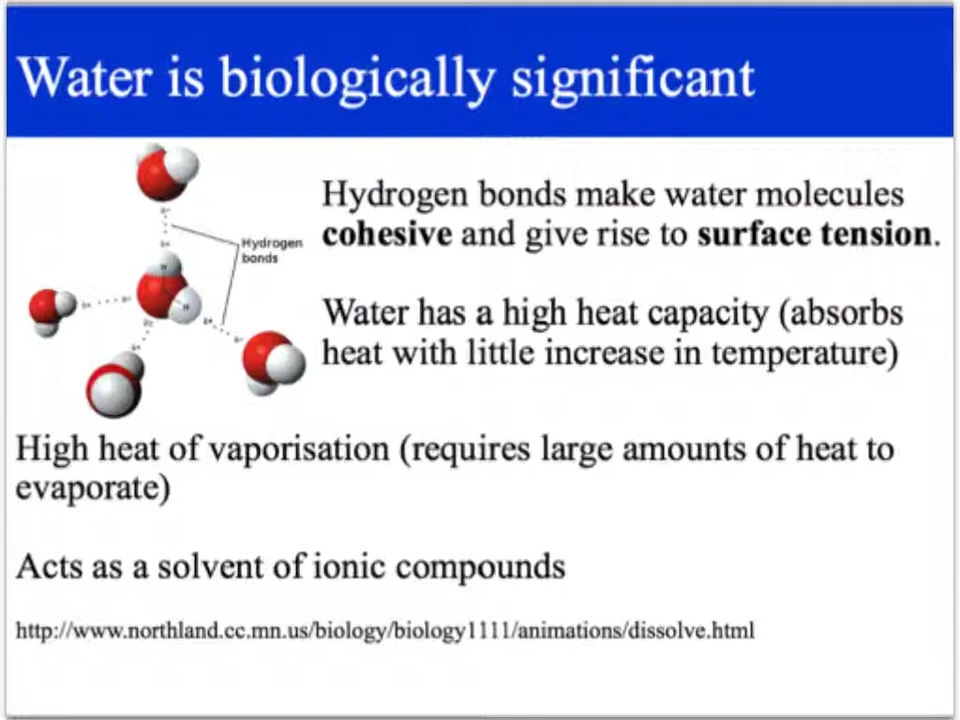 Water is biologically significant
Hydrogen
bonds
Hydrogen bonds make water molecules
cohesive and give rise to surface tension.
Water has a high heat capacity (absorbs
heat with little increase in temperature)
High heat of vaporisation (requires large amounts of heat to
evaporate)
Acts as a solvent of ionic compounds
http://www.northland.cc.mn.us/biology/biology1111/animations/dissolve.html